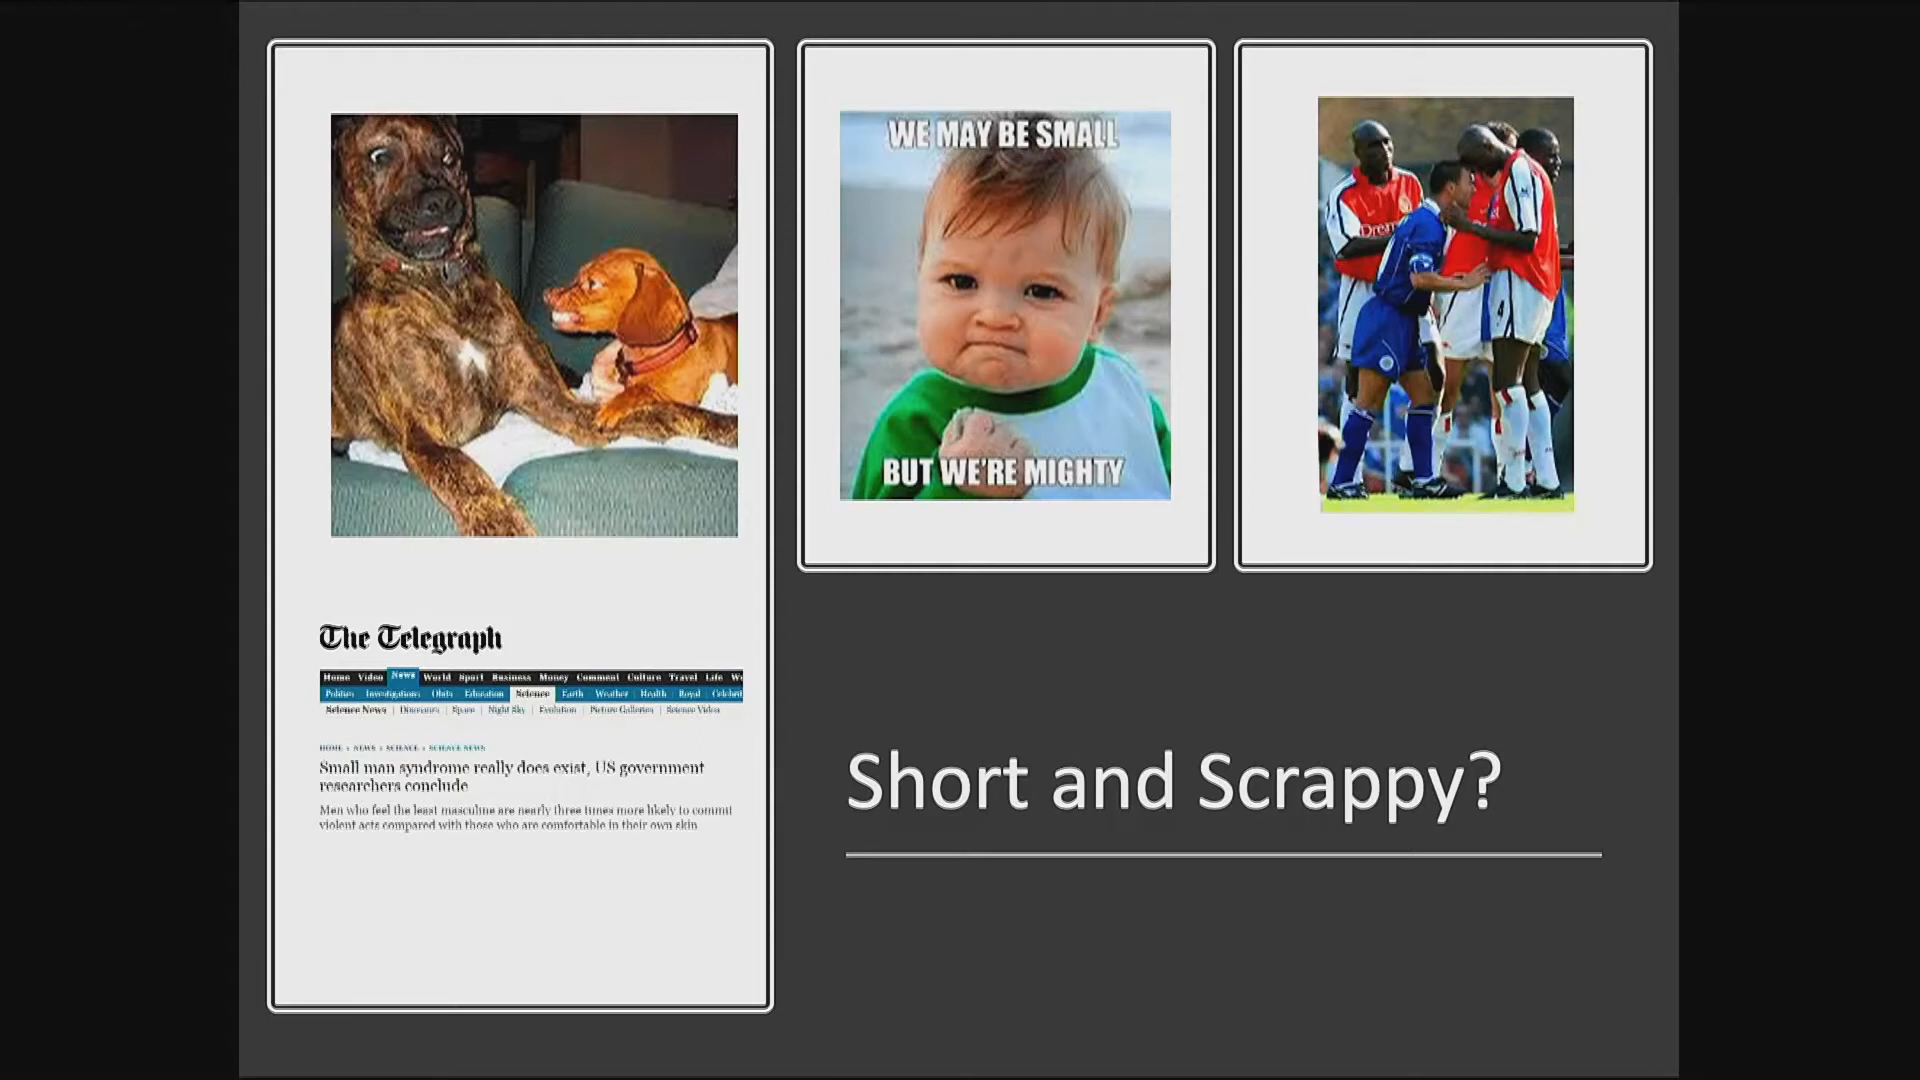 WE MAY BE SMALL
BUT WE'RE MIGHTY
Dream
4
The Telegraph
Home Video News World Sport Business Money Comment Culture Travel Life
Politics Investigations Obits Education Science Earth Weather Health Royal Celebrit
Science News | Dinosaurs | Space | Night Sky | Evolution | Picture Galleries | Science Video
HOME » NEWS » SCIENCE » SCIENCE NEWS
Small man syndrome really does exist, US government
researchers conclude
Men who feel the least masculine are nearly three times more likely to commit
violent acts compared with those who are comfortable in their own skin
Short and Scrappy?